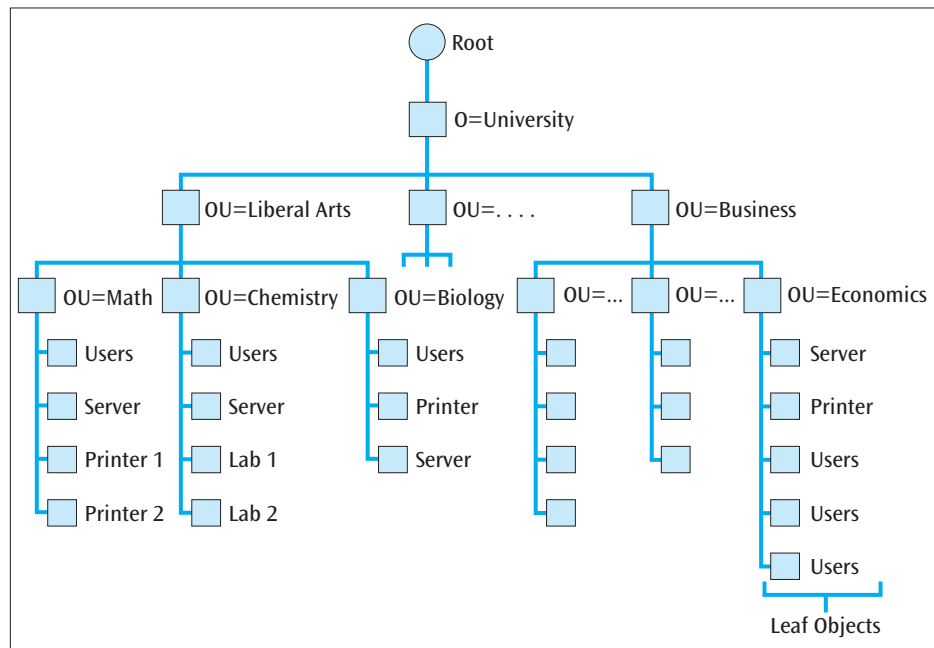 Root
O=University
OU=Liberal Arts
OU=. . . .
OU=Business
OU=Math
OU=Chemistry
OU=Biology
OU=...
OU=...
OU=Economics
Users
Server
Printer 1
Printer 2
Users
Server
Lab 1
Lab 2
Users
Printer
Server
Server
Printer
Users
Users
Users
Leaf Objects